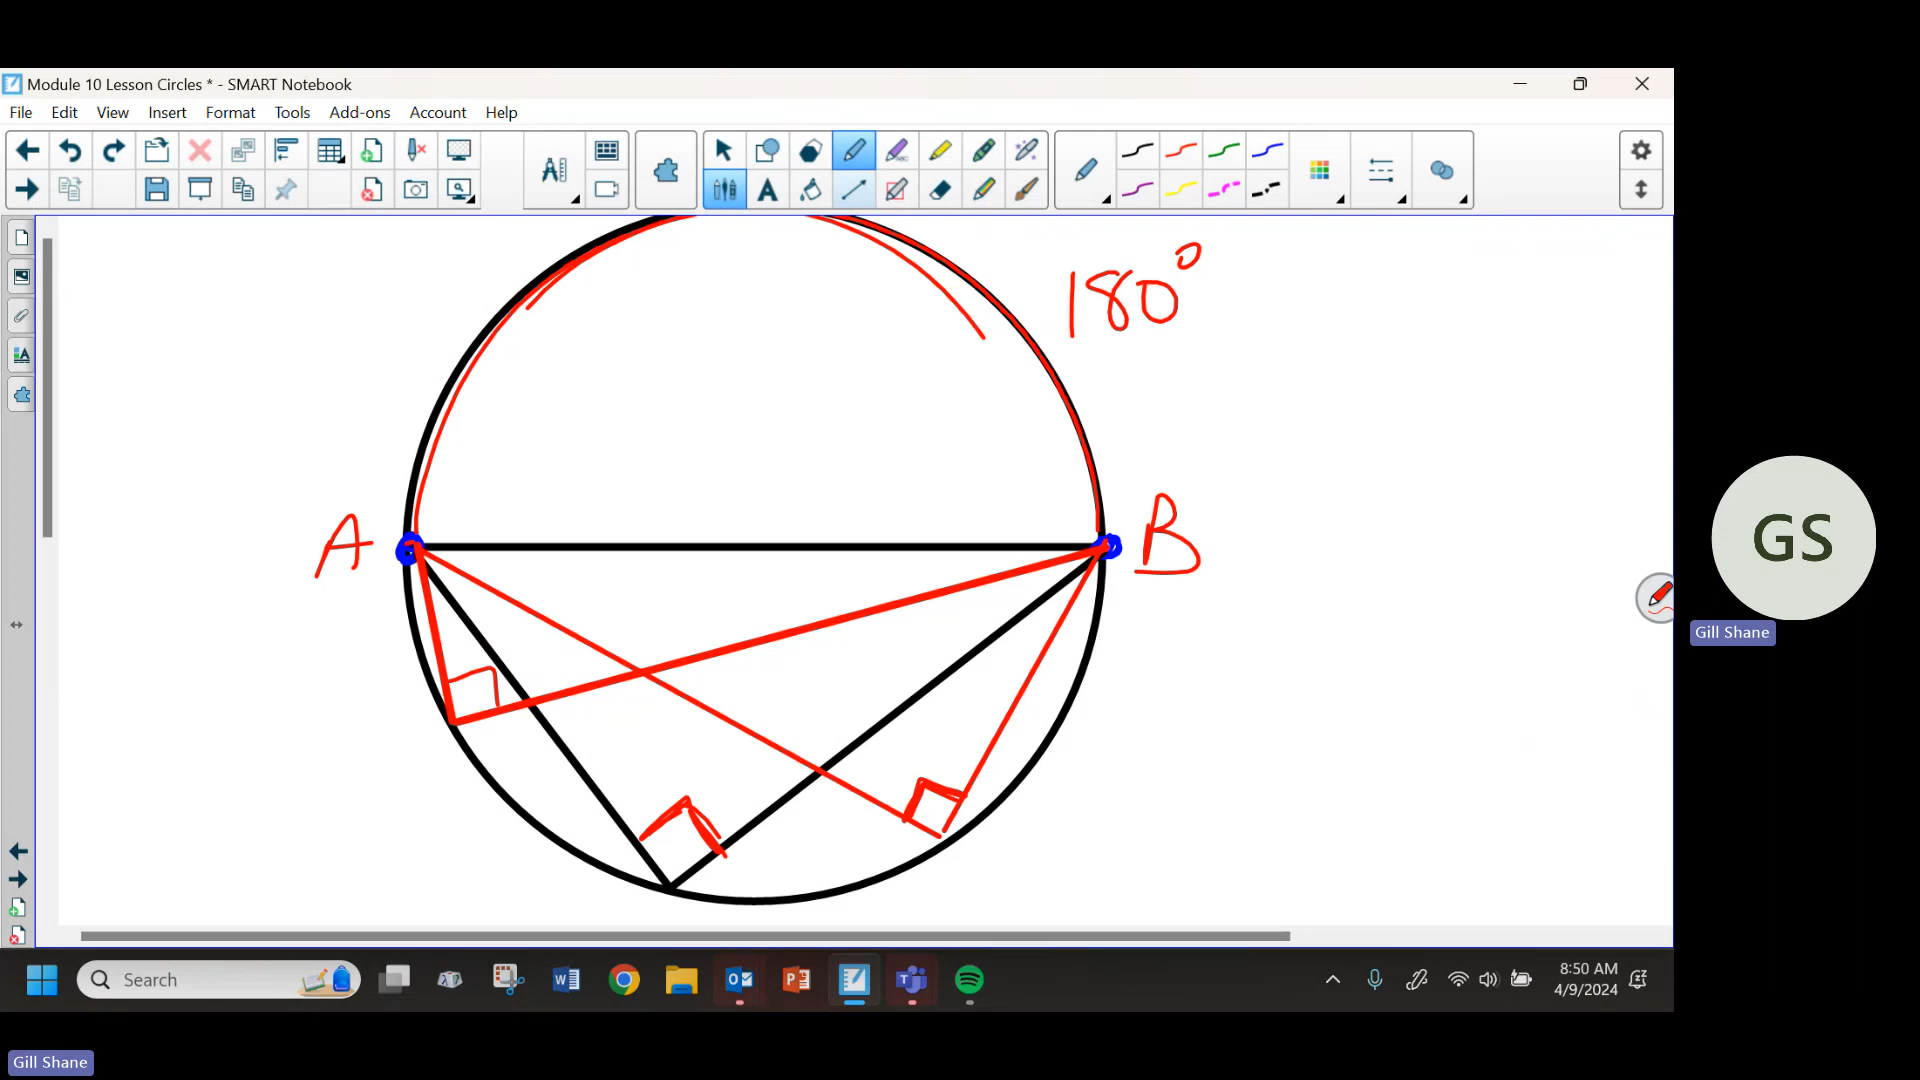 Module 10 Lesson Circles * - SMART Notebook
File Edit View Insert Format Tools Add-ons Account Help
180°
A
B
GS
Gill Shane
Search
8:50 AM
4/9/2024
Gill Shane